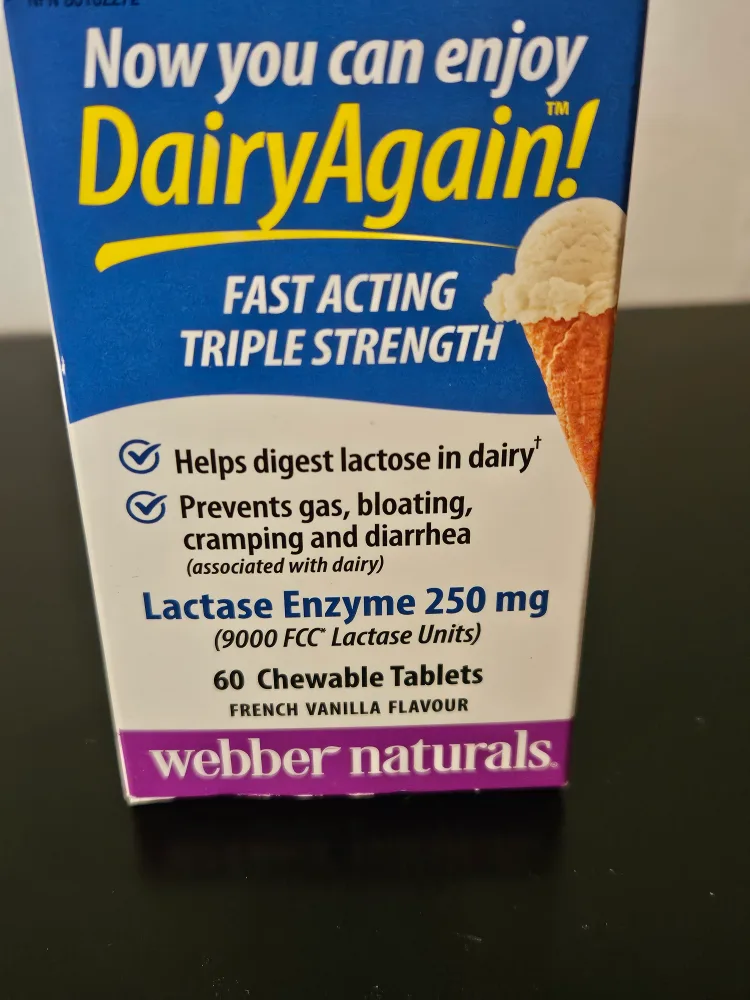 Now you can enjoy
DairyAgain!™
FAST ACTING
TRIPLE STRENGTH
Helps digest lactose in dairy†
Prevents gas, bloating,
cramping and diarrhea
(associated with dairy)
Lactase Enzyme 250 mg
(9000 FCC* Lactase Units)
60 Chewable Tablets
FRENCH VANILLA FLAVOUR
webber naturals®